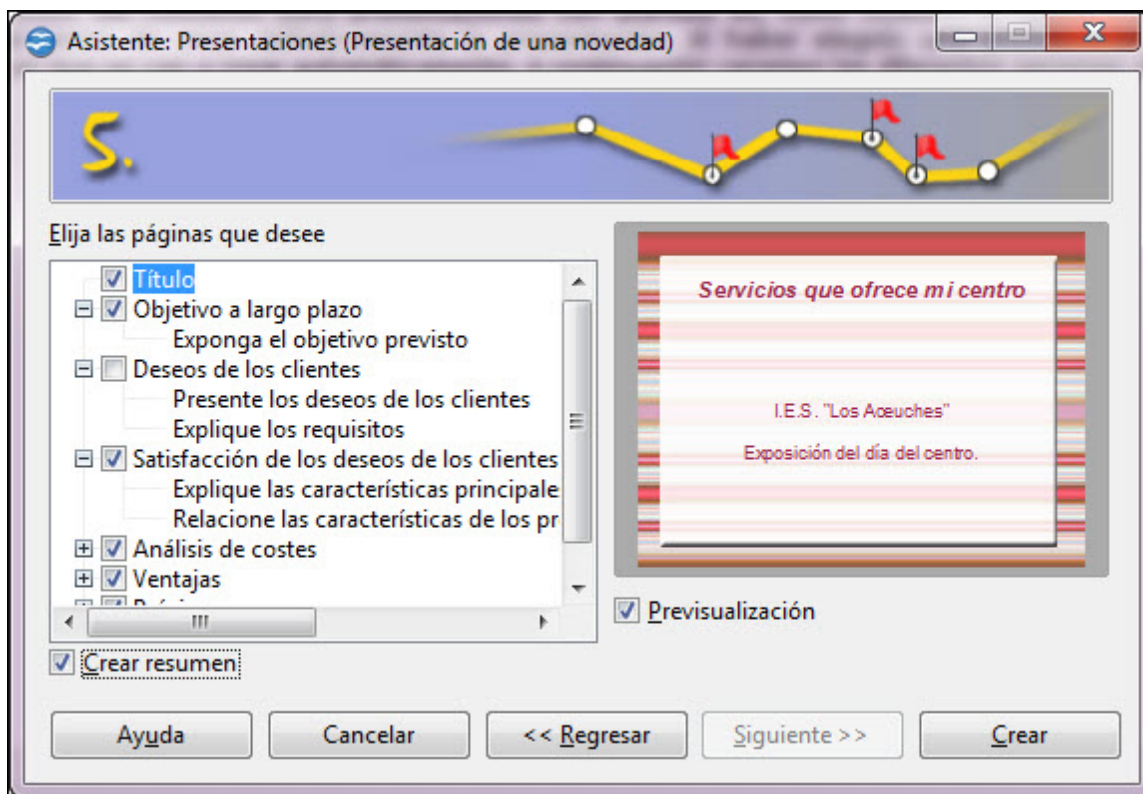 Asistente: Presentaciones (Presentación de una novedad)
5.
Elija las páginas que desee
Título
Objetivo a largo plazo
Exponga el objetivo previsto
Deseos de los clientes
Presente los deseos de los clientes
Explique los requisitos
Satisfacción de los deseos de los clientes
Explique las características principale
Relacione las características de los pr
Análisis de costes
Ventajas
Servicios que ofrece mi centro
I.E.S. "Los Aceuches"
Exposición del día del centro.
Previsualización
Crear resumen
Ayuda
Cancelar
<< Regresar
Siguiente >>
Crear